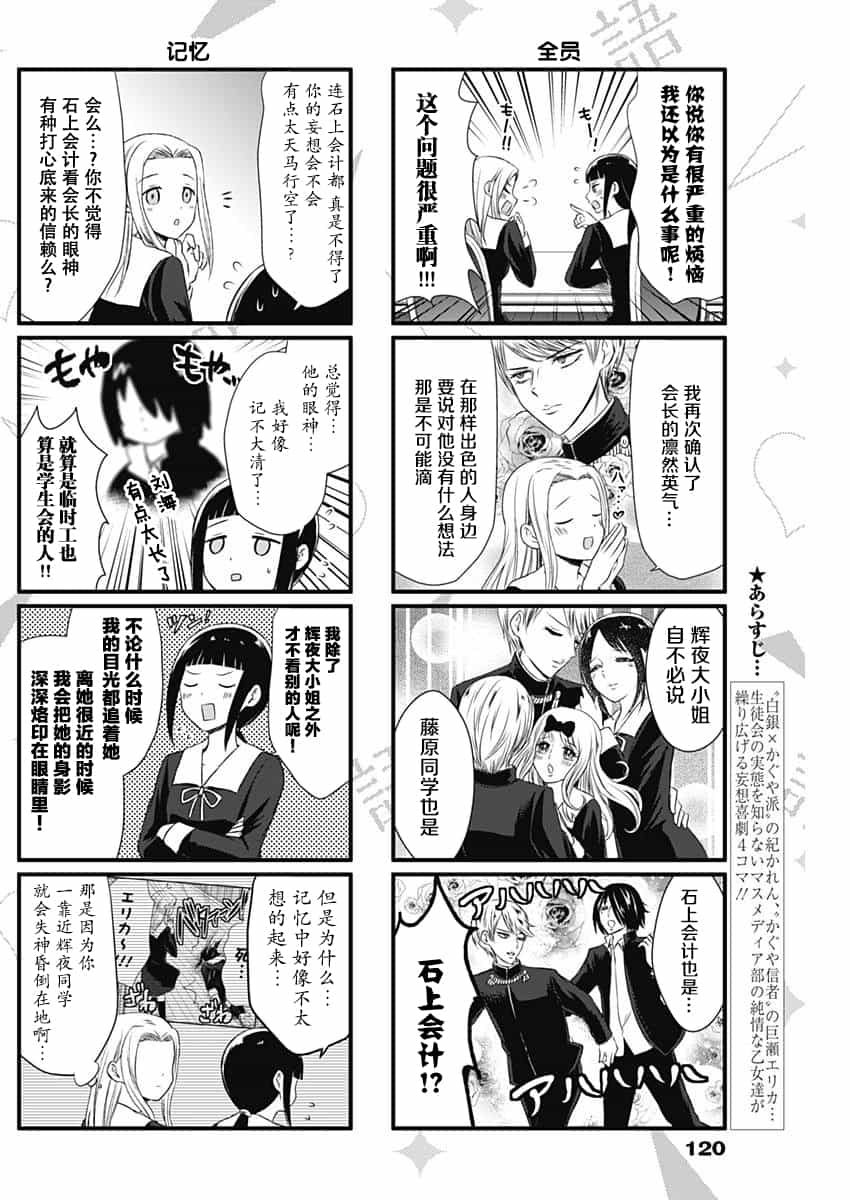 全员
你说你有很严重的烦恼
我还以为是什么事呢！
这个问题很严重啊!!!
もー！
もー！
我再次确认了
会长的凛然英气…
在那样出色的人身边
要说对他没有什么想法
那是不可能滴
ハァ…♡
辉夜大小姐
自不必说
藤原同学也是
石上会计也是…
石上会计!?
アハハハハ
アハハハハ
记忆
连石上会计都
真是不得了
你的妄想会不会
有点太天马行空了…？
会么…？你不觉得
石上会计看会长的眼神
有种打心底来的信赖么？
总觉得…
他的眼神…
我好像
记不大清了…
もや
もや…
刘海
有点太长了
就算是临时工也
算是学生会的人!!
我除了
辉夜大小姐之外
才不看别的人呢！
不论什么时候
我的目光都追着她
离她很近的时候
我会把她的身影
深深烙印在眼睛里！
但是为什么…
记忆中好像不太
想的起来…
エリカ〜!!!
死…
ざわ
ざわ
那是因为你
一靠近辉夜同学
就会失神昏倒在地啊…
★あらすじ…
〝白銀×かぐや派〟の紀かれん、〝かぐや信者〟の巨瀬エリカ…
生徒会の実態を知らないマスメディア部の純情な乙女達が
繰り広げる妄想喜劇4コマ!!
120
語
語